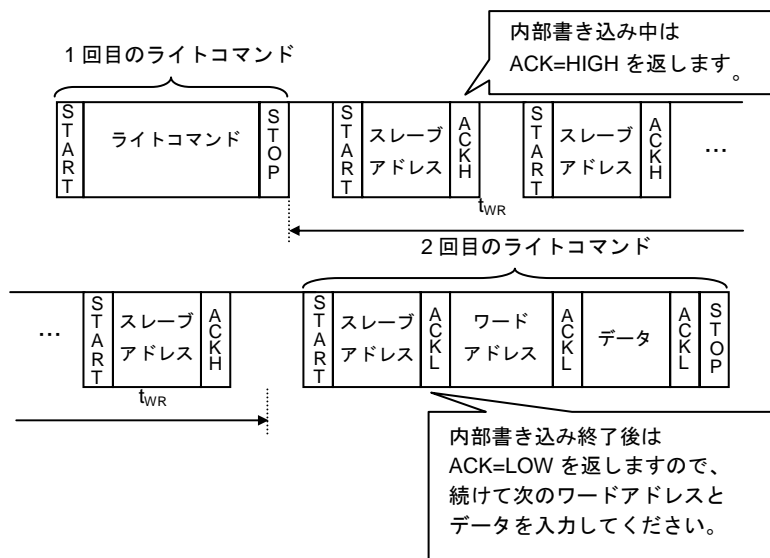 1 回目のライトコマンド
内部書き込み中は
ACK=HIGH を返します。
START
ライトコマンド
STOP
START
スレーブ
アドレス
ACKH
START
スレーブ
アドレス
ACKH
…
tWR
2 回目のライトコマンド
…
START
スレーブ
アドレス
ACKH
START
スレーブ
アドレス
ACKL
ワード
アドレス
ACKL
データ
ACKL
STOP
tWR
内部書き込み終了後は
ACK=LOW を返しますので、
続けて次のワードアドレスと
データを入力してください。